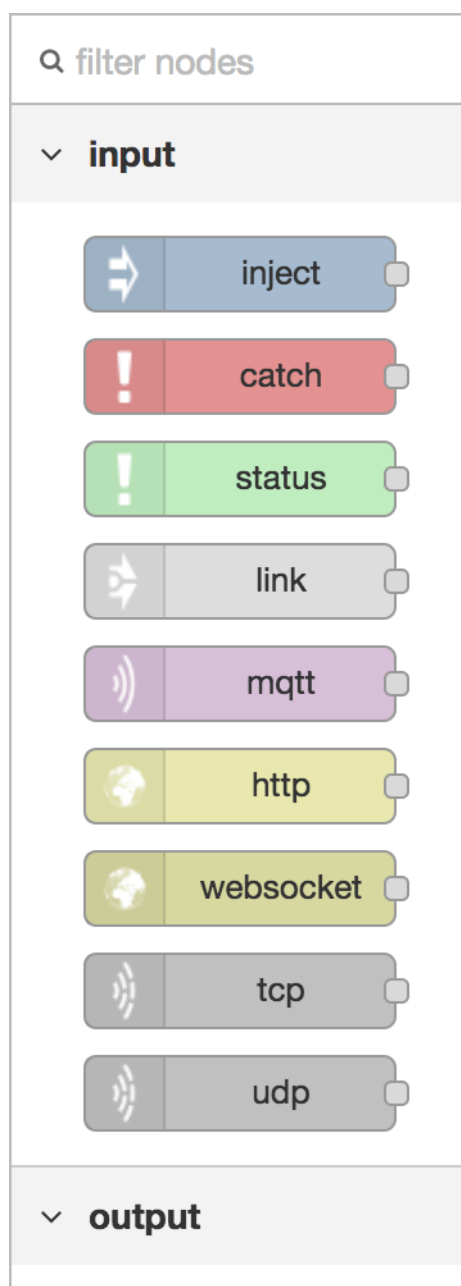 filter nodes
input
inject
catch
status
link
mqtt
http
websocket
tcp
udp
output